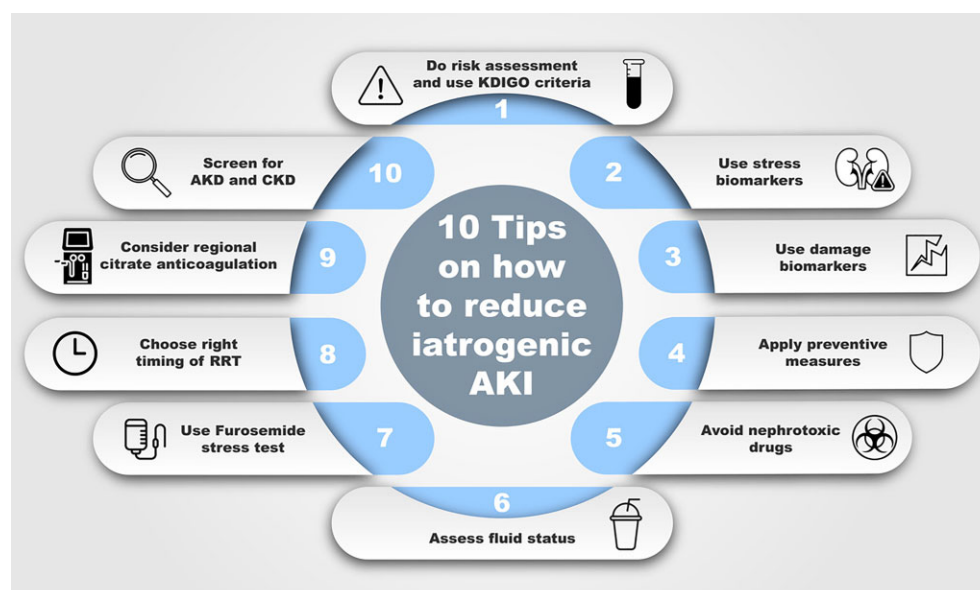 10 Tips
on how
to reduce
iatrogenic
AKI
Do risk assessment
and use KDIGO criteria
1
2
Use stress
biomarkers
3
Use damage
biomarkers
4
Apply preventive
measures
5
Avoid nephrotoxic
drugs
6
Assess fluid status
7
Use Furosemide
stress test
8
Choose right
timing of RRT
9
Consider regional
citrate anticoagulation
10
Screen for
AKD and CKD